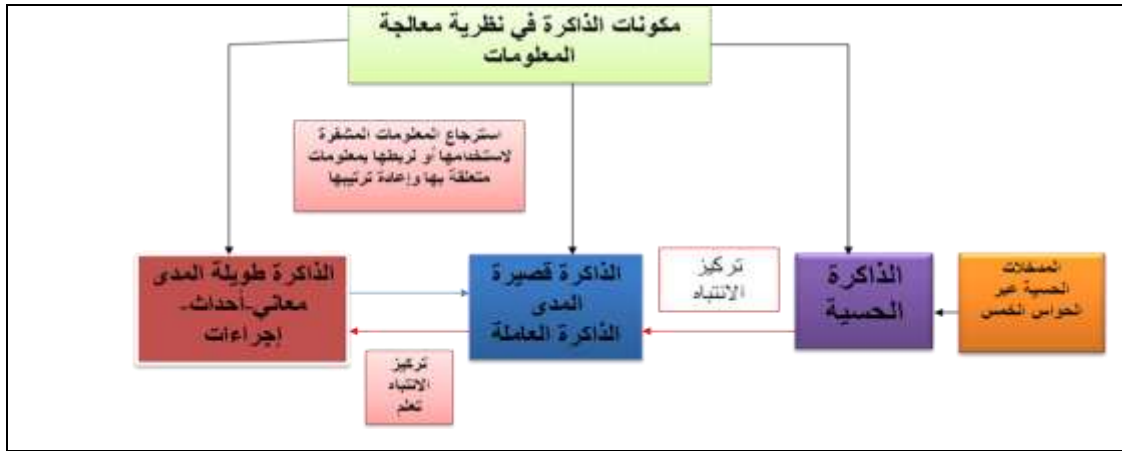 مكونات الذاكرة في نظرية معالجة
المعلومات
استرجاع المعلومات المشفرة
لاستخدامها أو لربطها بمعلومات
متعلقة بها وإعادة ترتيبها
المدخلات
الحسية عبر
الحواس الخمس
الذاكرة
الحسية
تركيز
الانتباه
الذاكرة قصيرة
المدى
الذاكرة العاملة
الذاكرة طويلة المدى
معاني-أحداث-
إجراءات
تركيز
الانتباه
تعلم